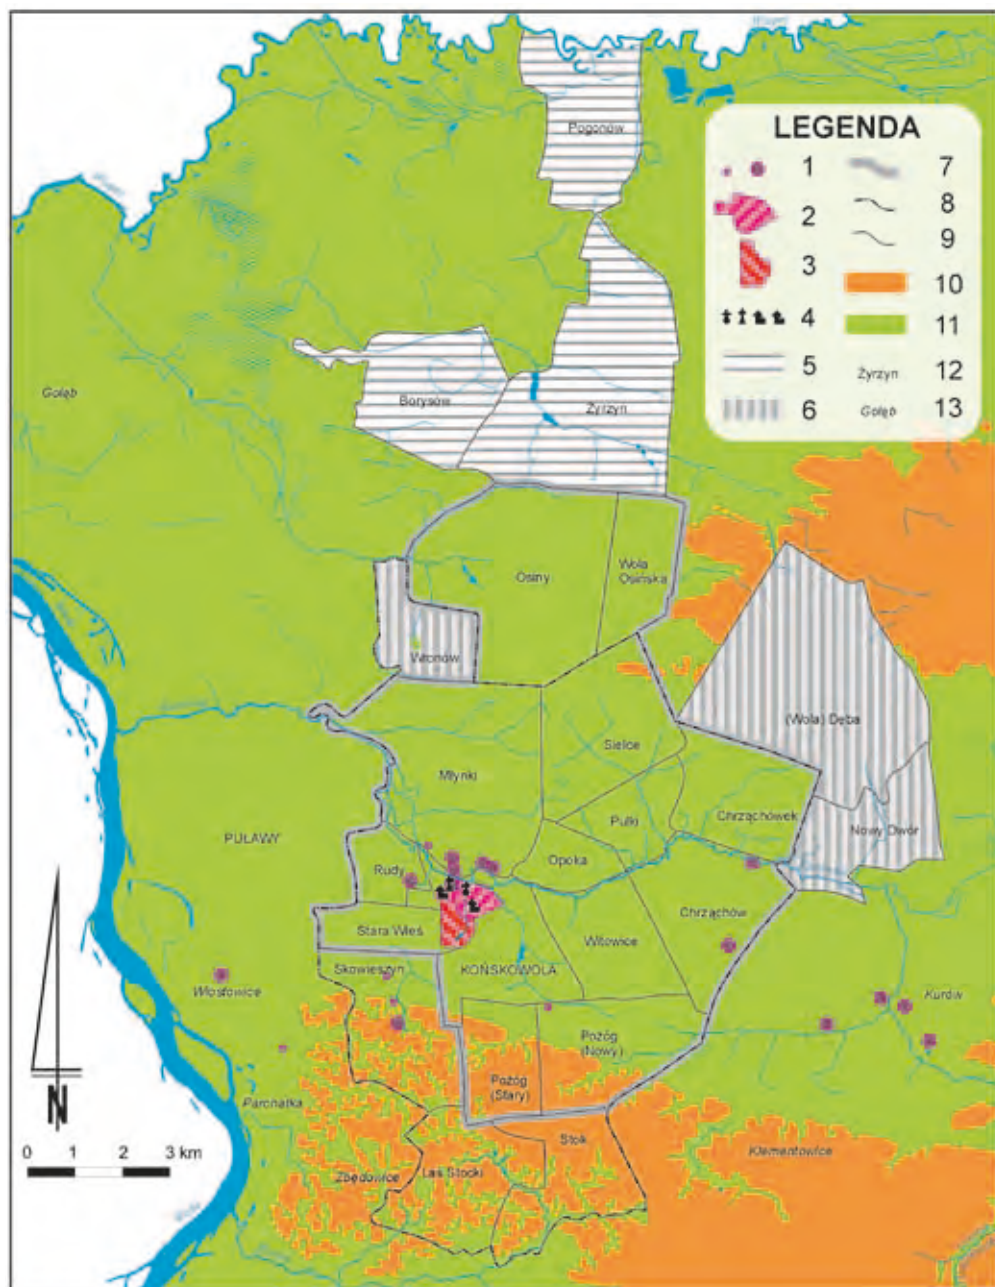 Pogonów
LEGENDA
1
2
3
4
5
6
7
8
9
10
11
Żyrzyn 12
Gołęb 13
Gołąb
Borysów
Żyrzyn
Osiny
Wola
Osińska
Wronów
(Wola) Dęba
Sielce
Młynki
Pulki
Chrząchówek
Nowy Dwór
PUŁAWY
Opoka
Rudy
Chrząchów
Stara Wieś
Witowice
Skowieszyn
KOŃSKOWOLA
Włostowice
Kurów
Pożóg
(Nowy)
Pożóg
(Stary)
Parchatka
N
Stok
0 1 2 3 km
Klementowice
Zbędowice
Las Stocki